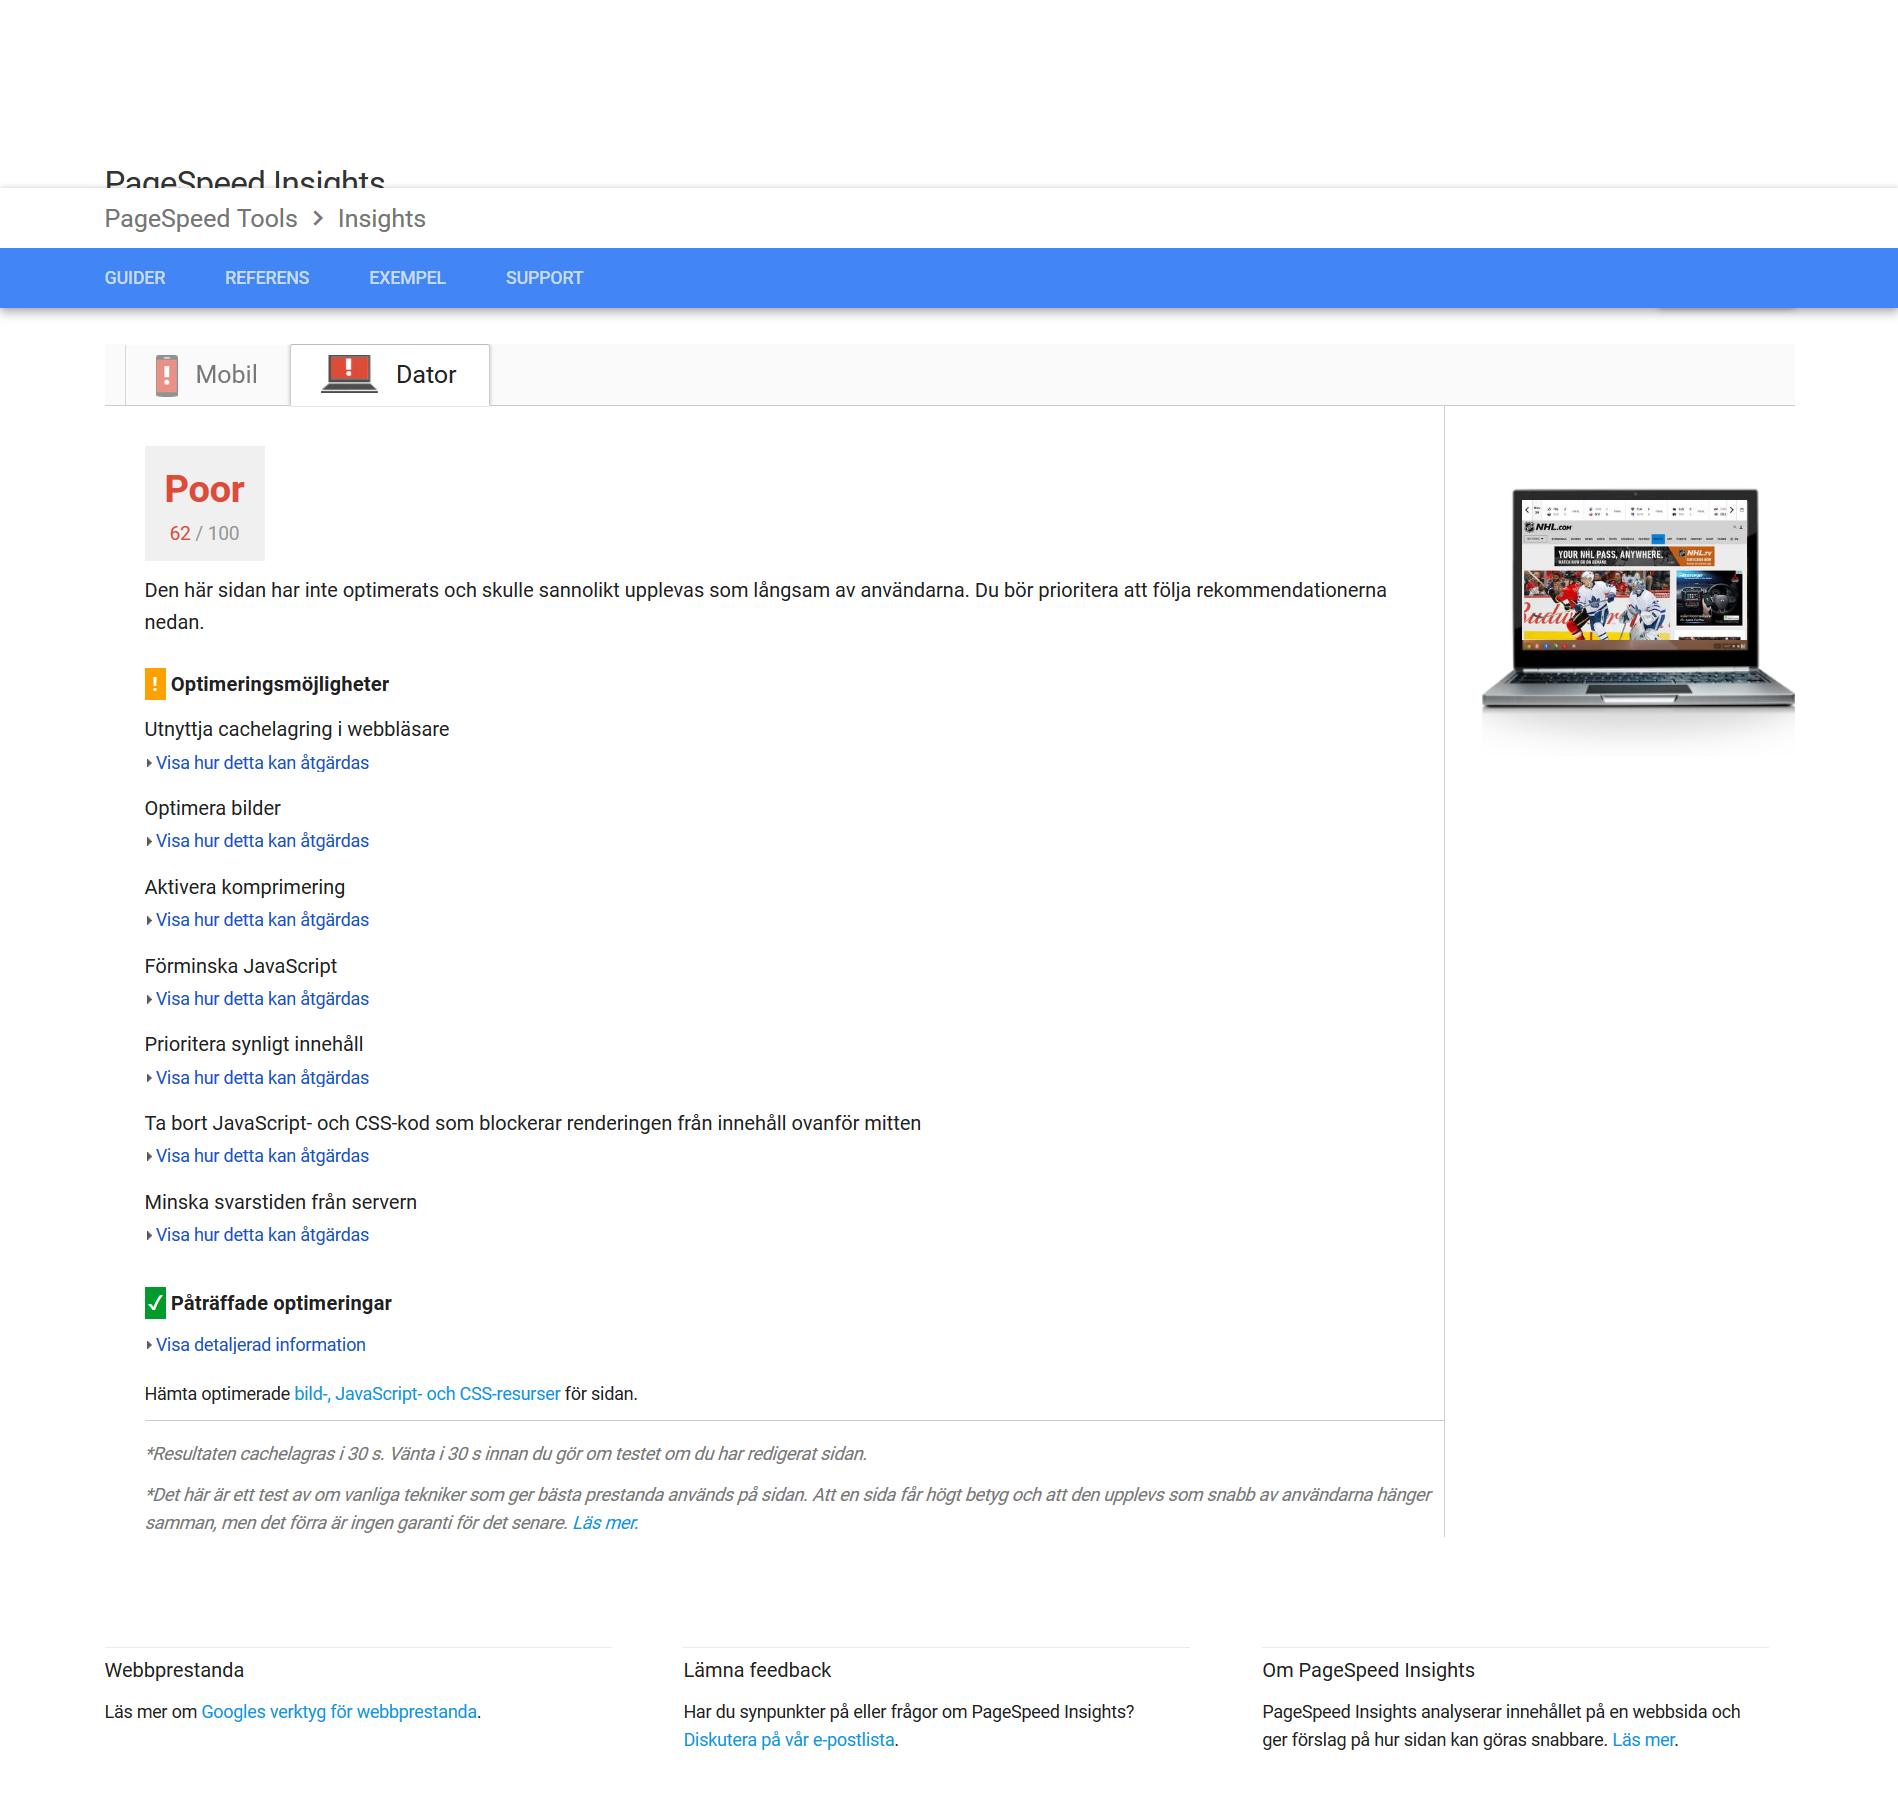 PageSpeed Insights
PageSpeed Tools > Insights
GUIDER REFERENS EXEMPEL SUPPORT
Mobil Dator
Poor
62 / 100
Den här sidan har inte optimerats och skulle sannolikt upplevas som långsam av användarna. Du bör prioritera att följa rekommendationerna
nedan.
! Optimeringsmöjligheter
Utnyttja cachelagring i webbläsare
Visa hur detta kan åtgärdas
Optimera bilder
Visa hur detta kan åtgärdas
Aktivera komprimering
Visa hur detta kan åtgärdas
Förminska JavaScript
Visa hur detta kan åtgärdas
Prioritera synligt innehåll
Visa hur detta kan åtgärdas
Ta bort JavaScript- och CSS-kod som blockerar renderingen från innehåll ovanför mitten
Visa hur detta kan åtgärdas
Minska svarstiden från servern
Visa hur detta kan åtgärdas
Påträffade optimeringar
Visa detaljerad information
Hämta optimerade bild-, JavaScript- och CSS-resurser för sidan.
*Resultaten cachelagras i 30 s. Vänta i 30 s innan du gör om testet om du har redigerat sidan.
*Det här är ett test av om vanliga tekniker som ger bästa prestanda används på sidan. Att en sida får högt betyg och att den upplevs som snabb av användarna hänger
samman, men det förra är ingen garanti för det senare. Läs mer.
NHL.COM
YOUR NHL PASS, ANYWHERE.
NHL.TV
Webbprestanda
Läs mer om Googles verktyg för webbprestanda.
Lämna feedback
Har du synpunkter på eller frågor om PageSpeed Insights?
Diskutera på vår e-postlista.
Om PageSpeed Insights
PageSpeed Insights analyserar innehållet på en webbsida och
ger förslag på hur sidan kan göras snabbare. Läs mer.